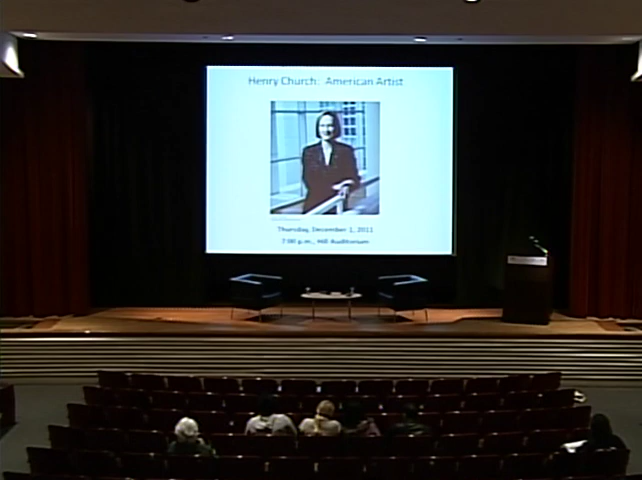 Henry Church: American Artist
Thursday, December 1, 2011
7:00 p.m., Hill Auditorium